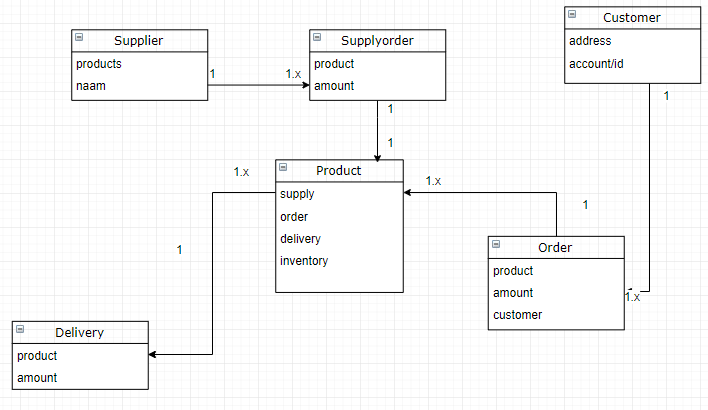 Customer
address
account/id
Supplier
products
naam
Supplyorder
product
amount
1
1.x
1
1
1
Product
supply
order
delivery
inventory
1.x
1.x
1
1
Order
product
amount
customer
1.x
Delivery
product
amount